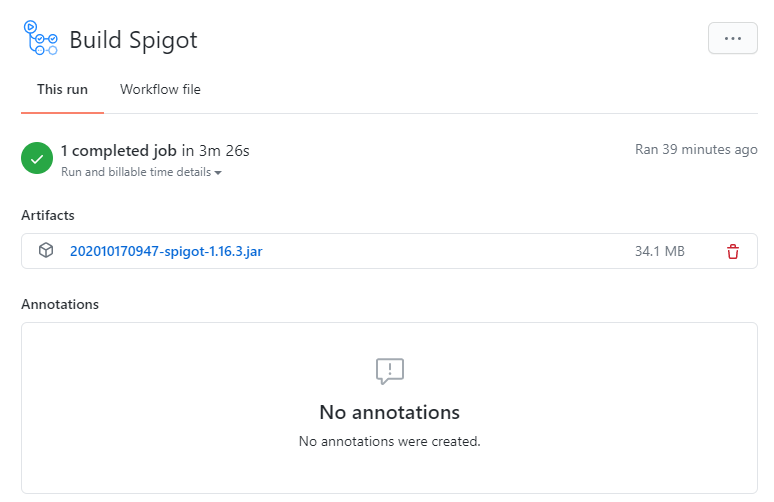 Build Spigot
...
This run
Workflow file
1 completed job in 3m 26s
Ran 39 minutes ago
Run and billable time details
Artifacts
202010170947-spigot-1.16.3.jar
34.1 MB
Annotations
No annotations
No annotations were created.